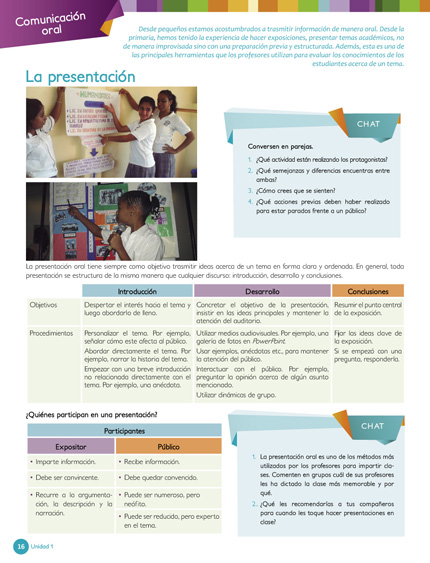 Comunicación
oral
Desde pequeños estamos acostumbrados a trasmitir información de manera oral. Desde la
primaria, hemos tenido la experiencia de hacer exposiciones, presentar temas académicos, no
de manera improvisada sino con una preparación previa y estructurada. Además, esta es una de
las principales herramientas que los profesores utilizan para evaluar los conocimientos de los
estudiantes acerca de un tema.
La presentación
CHAT
Conversen en parejas.
1. ¿Qué actividad están realizando los protagonistas?
2. ¿Qué semejanzas y diferencias encuentras entre
ambas?
3. ¿Cómo crees que se sienten?
4. ¿Qué acciones previas deben haber realizado
para estar parados frente a un público?
La presentación oral tiene siempre como objetivo trasmitir ideas acerca de un tema en forma clara y ordenada. En general, toda
presentación se estructura de la misma manera que cualquier discurso: introducción, desarrollo y conclusiones.
Introducción Desarrollo Conclusiones
Objetivos Despertar el interés hacia el tema y Concretar el objetivo de la presentación, Resumir el punto central
luego abordarlo de lleno. insistir en las ideas principales y mantener la de la exposición.
atención del auditorio.
Procedimientos Personalizar el tema. Por ejemplo, Utilizar medios audiovisuales. Por ejemplo, una Fijar las ideas clave de
señalar cómo este afecta al público. galería de fotos en PowerPoint. la exposición.
Abordar directamente el tema. Por Usar ejemplos, anécdotas etc., para mantener Si se empezó con una
ejemplo, narrar la historia del tema. la atención del público. pregunta, responderla.
Empezar con una breve introducción Interactuar con el público. Por ejemplo,
no relacionada directamente con el preguntar la opinión acerca de algún asunto
tema. Por ejemplo, una anécdota. mencionado.
Utilizar dinámicas de grupo.
¿Quiénes participan en una presentación?
Participantes
Expositor Público
• Imparte información. • Recibe información.
• Debe ser convincente. • Debe quedar convencido.
• Recurre a la argumenta- • Puede ser numeroso, pero
ción, la descripción y la neófito.
narración. • Puede ser reducido, pero experto
en el tema.
CHAT
1. La presentación oral es uno de los métodos más
utilizados por los profesores para impartir cla-
ses. Comenten en grupos cuál de sus profesores
les ha dictado la clase más memorable y por
qué.
2. ¿Qué les recomendarías a tus compañeros
para cuando les toque hacer presentaciones en
clase?
16 Unidad 1